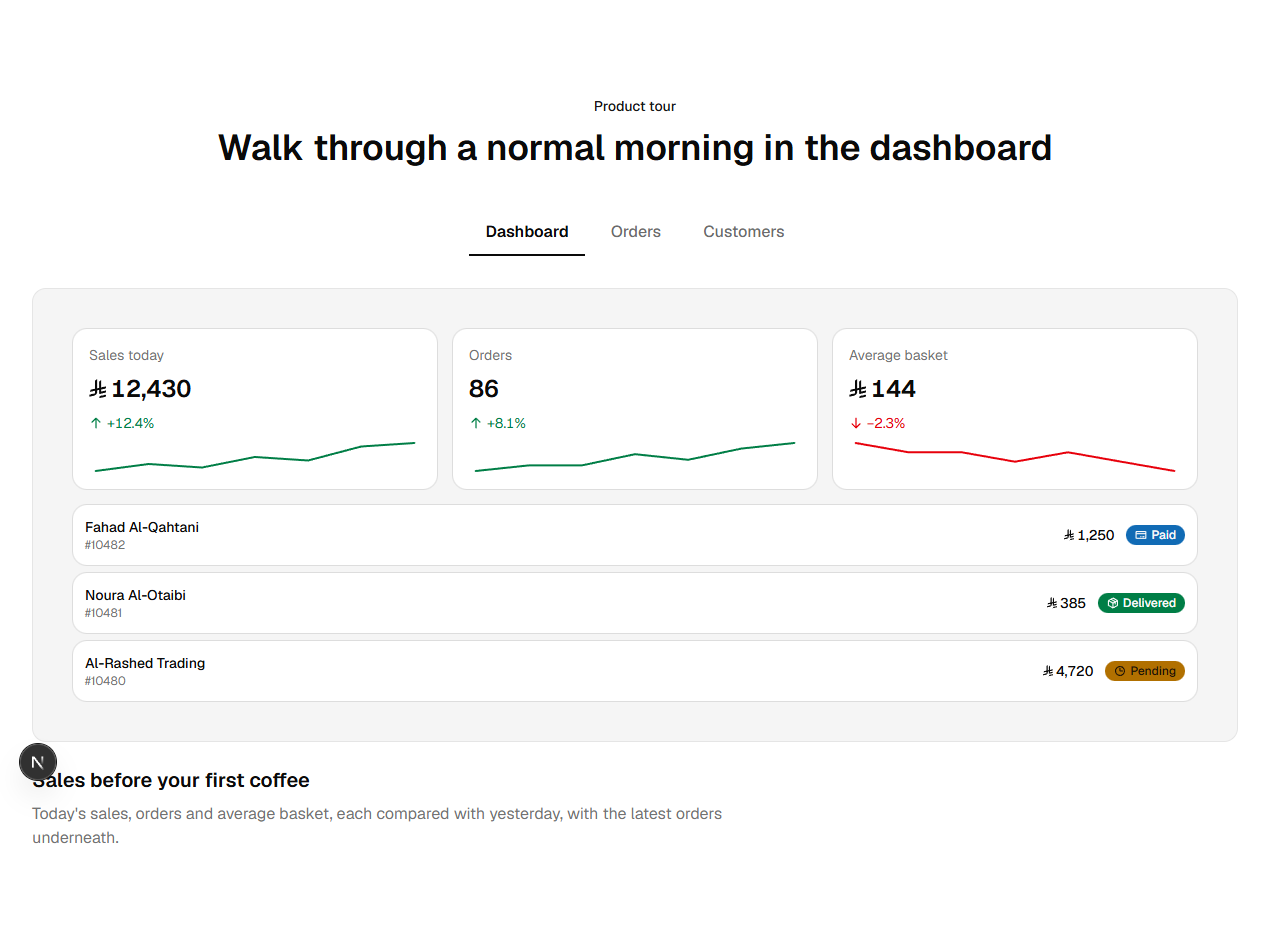 Product tour
Walk through a normal morning in the dashboard
Dashboard
Orders
Customers
Sales today
⃁ 12,430
↑ +12.4%
Orders
86
↑ +8.1%
Average basket
⃁ 144
↓ −2.3%
Fahad Al-Qahtani
#10482
⃁ 1,250
Paid
Noura Al-Otaibi
#10481
⃁ 385
Delivered
Al-Rashed Trading
#10480
⃁ 4,720
Pending
N
Sales before your first coffee
Today's sales, orders and average basket, each compared with yesterday, with the latest orders
underneath.